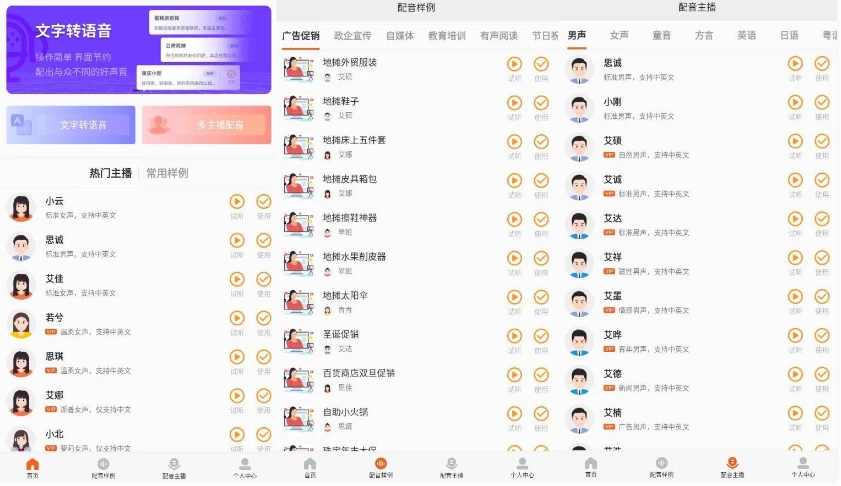 文字转语音
操作简单 界面节约
配出与众不同的好声音
文字转语音
多主播配音
热门主播
常用样例
小云
标准女声，支持中英文
试听 使用
思诚
标准男声，支持中英文
试听 使用
艾佳
标准女声，支持中英文
试听 使用
若兮
VIP 温柔女声，支持中英文
试听 使用
思琪
VIP 温柔女声，支持中英文
试听 使用
艾娜
VIP 浙普女声，仅支持中文
试听 使用
小北
VIP 萝莉女声，仅支持中文
试听 使用
首页 配音样例 配音主播 个人中心
配音样例
广告促销 政企宣传 自媒体 教育培训 有声阅读 节日祝
地摊外贸服装
艾硕
试听 使用
地摊鞋子
艾硕
试听 使用
地摊床上五件套
艾娜
试听 使用
地摊皮具箱包
艾娜
试听 使用
地摊擦鞋神器
翠姬
试听 使用
地摊水果削皮器
翠姬
试听 使用
地摊太阳伞
青青
试听 使用
圣诞促销
艾达
试听 使用
百货商店双旦促销
思佳
试听 使用
自助小火锅
思婧
试听 使用
首页 配音样例 配音主播 个人中心
配音主播
男声 女声 童音 方言 英语 日语 粤语
思诚
标准男声，支持中英文
试听 使用
小刚
标准男声，支持中英文
试听 使用
艾硕
VIP 自然男声，支持中英文
试听 使用
艾诚
VIP 标准男声，支持中英文
试听 使用
艾达
VIP 标准男声，支持中英文
试听 使用
艾祥
VIP 磁性男声，支持中英文
试听 使用
艾墨
VIP 情感男声，支持中英文
试听 使用
艾晔
VIP 青年男声，支持中英文
试听 使用
艾德
VIP 新闻男声，支持中英文
试听 使用
艾楠
VIP 广告男声，支持中英文
试听 使用
首页 配音样例 配音主播 个人中心